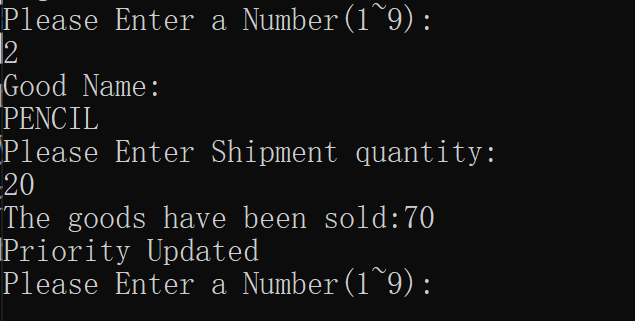 Please Enter a Number(1~9):
2
Good Name:
PENCIL
Please Enter Shipment quantity:
20
The goods have been sold:70
Priority Updated
Please Enter a Number(1~9):